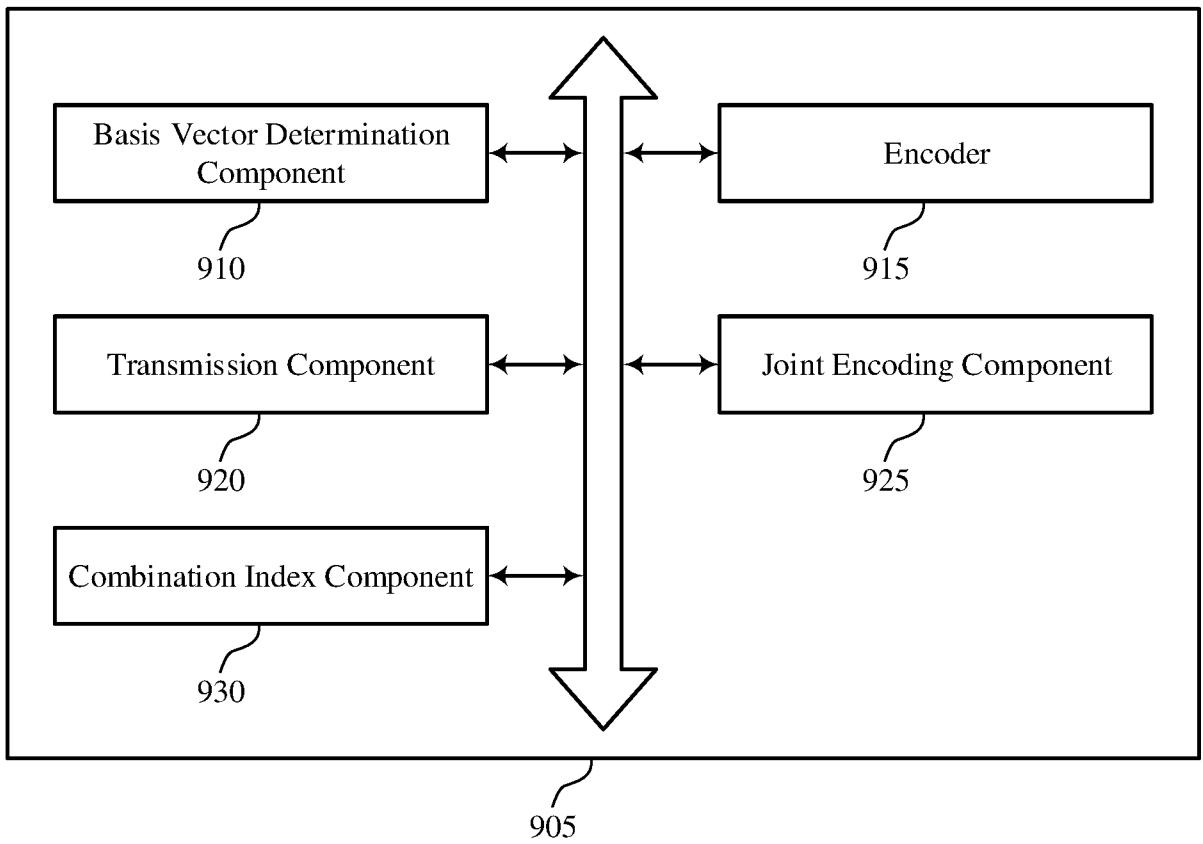 Basis Vector Determination
Component
910
Encoder
915
Transmission Component
920
Joint Encoding Component
925
Combination Index Component
930
905